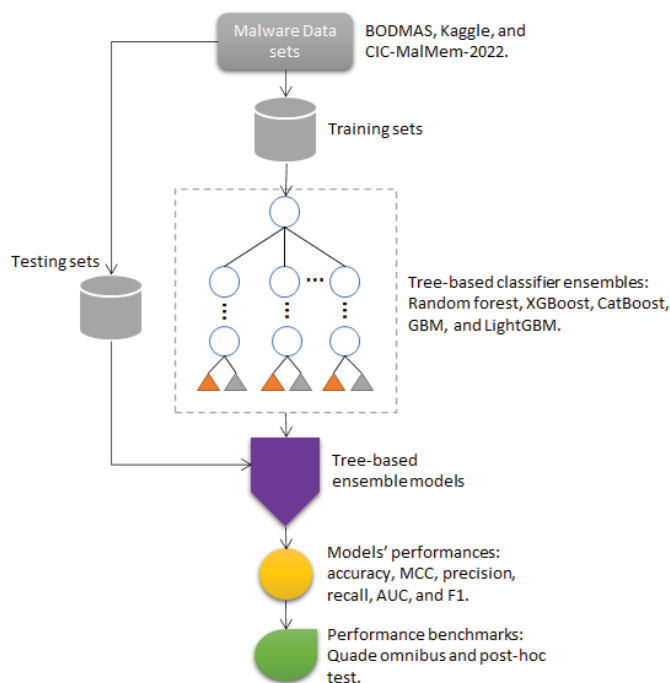 Malware Data
sets
BODMAS, Kaggle, and
CIC-MalMem-2022.
Training sets
Testing sets
Tree-based classifier ensembles:
Random forest, XGBoost, CatBoost,
GBM, and LightGBM.
Tree-based
ensemble models
Models’ performances:
accuracy, MCC, precision,
recall, AUC, and F1.
Performance benchmarks:
Quade omnibus and post-hoc
test.